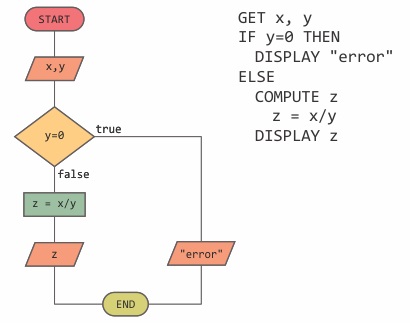 START
x,y
y=0
true
false
z = x/y
z
"error"
END
GET x, y
IF y=0 THEN
DISPLAY "error"
ELSE
COMPUTE z
z = x/y
DISPLAY z